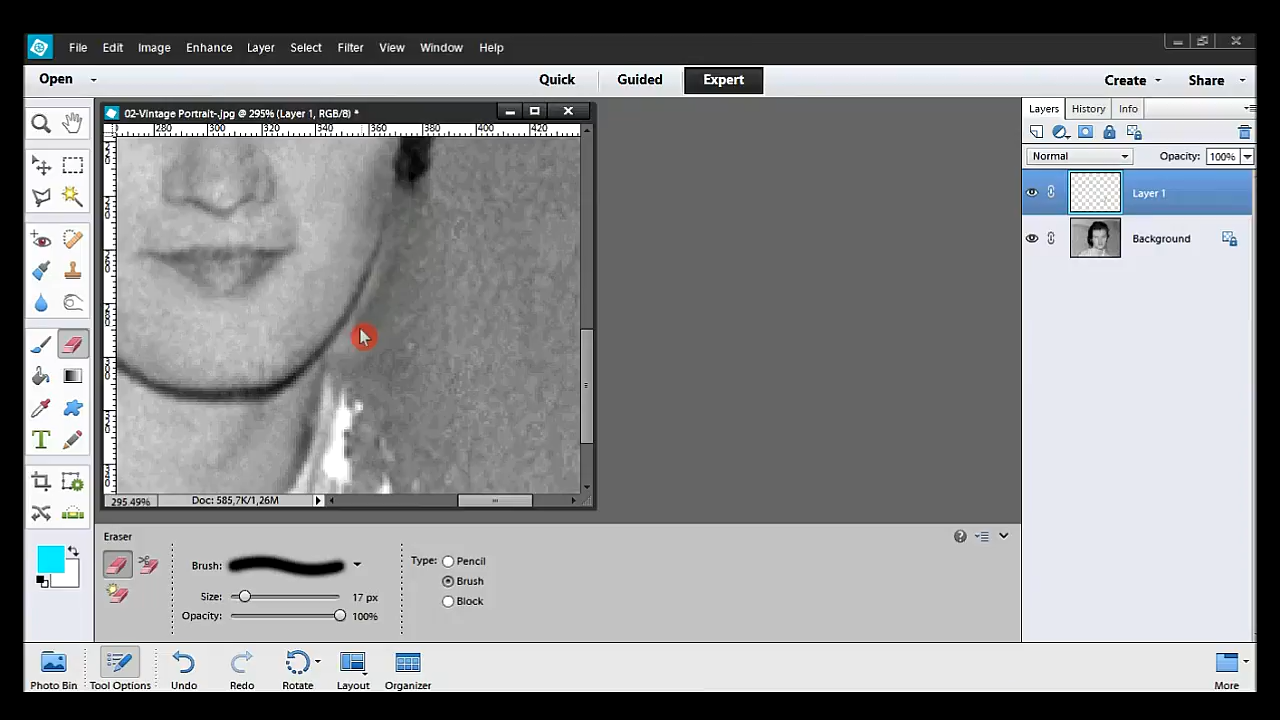 File Edit Image Enhance Layer Select Filter View Window Help
Open Quick Guided Expert Create Share
02-Vintage Portrait-.jpg @ 295% (Layer 1, RGB/8) *
280 300 320 340 360 380 400 420
Layers History Info
Normal Opacity: 100%
Layer 1
Background
295.49% Doc: 585,7K/1,26M
Eraser
Brush: Type: Pencil
Brush
Size: 17 px
Block
Opacity: 100%
Photo Bin Tool Options Undo Redo Rotate Layout Organizer More